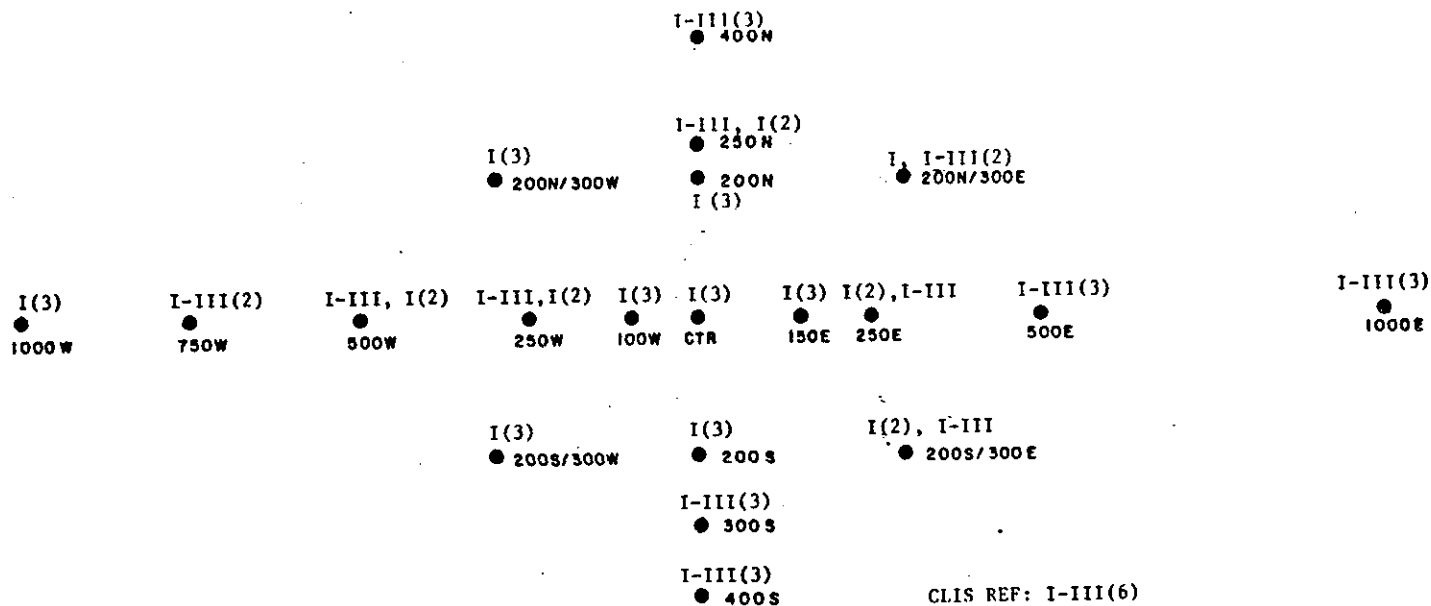 I-III(3)
400N
I-III, I(2)
250N
I(3)
200N/300W
200N
I(3)
I, I-III(2)
200N/300E
I(3)
1000W
I-III(2)
750W
I-III, I(2)
500W
I-III,I(2)
250W
I(3)
100W
I(3)
CTR
I(3)
150E
I(2),I-III
250E
I-III(3)
500E
I-III(3)
1000E
I(3)
200S/300W
I(3)
200S
I(2), I-III
200S/300E
I-III(3)
300S
I-III(3)
400S
CLIS REF: I-III(6)